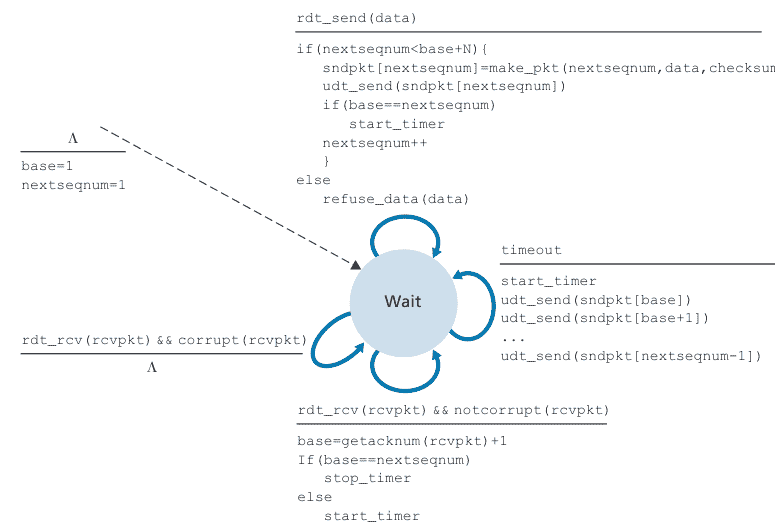 rdt_send(data)
if(nextseqnum<base+N){
sndpkt[nextseqnum]=make_pkt(nextseqnum,data,checksum
udt_send(sndpkt[nextseqnum])
if(base==nextseqnum)
start_timer
nextseqnum++
}
else
refuse_data(data)
Λ
base=1
nextseqnum=1
Wait
timeout
start_timer
udt_send(sndpkt[base])
udt_send(sndpkt[base+1])
...
udt_send(sndpkt[nextseqnum-1])
rdt_rcv(rcvpkt) && corrupt(rcvpkt)
Λ
rdt_rcv(rcvpkt) && notcorrupt(rcvpkt)
base=getacknum(rcvpkt)+1
If(base==nextseqnum)
stop_timer
else
start_timer